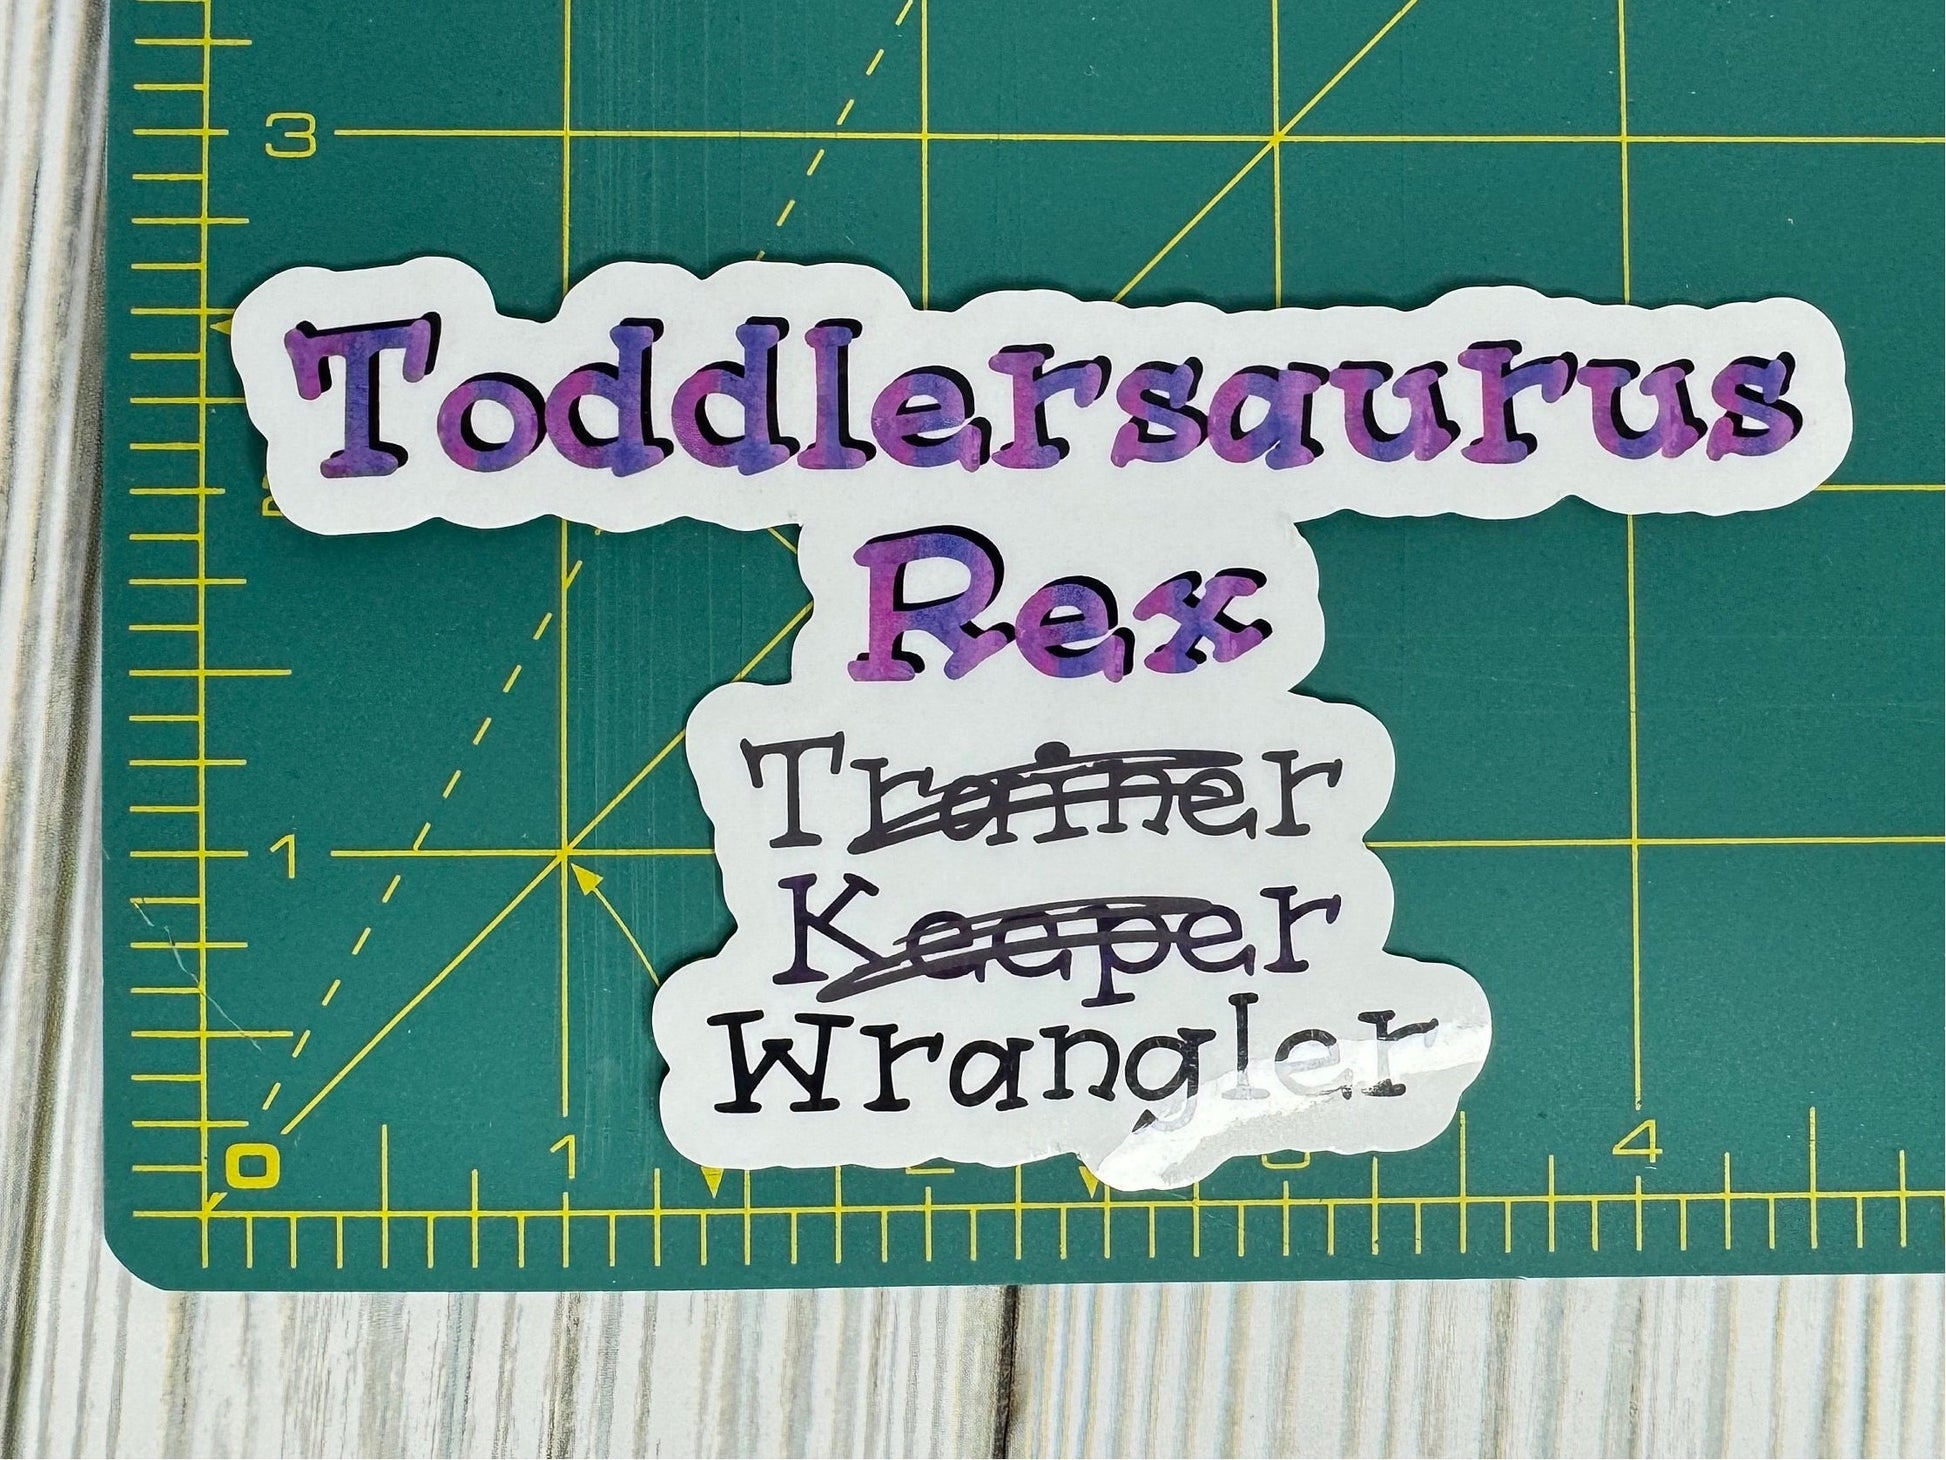 3
Toddlersaurus
Rex
Trainer
Keeper
Wrangler
1
0
1
4